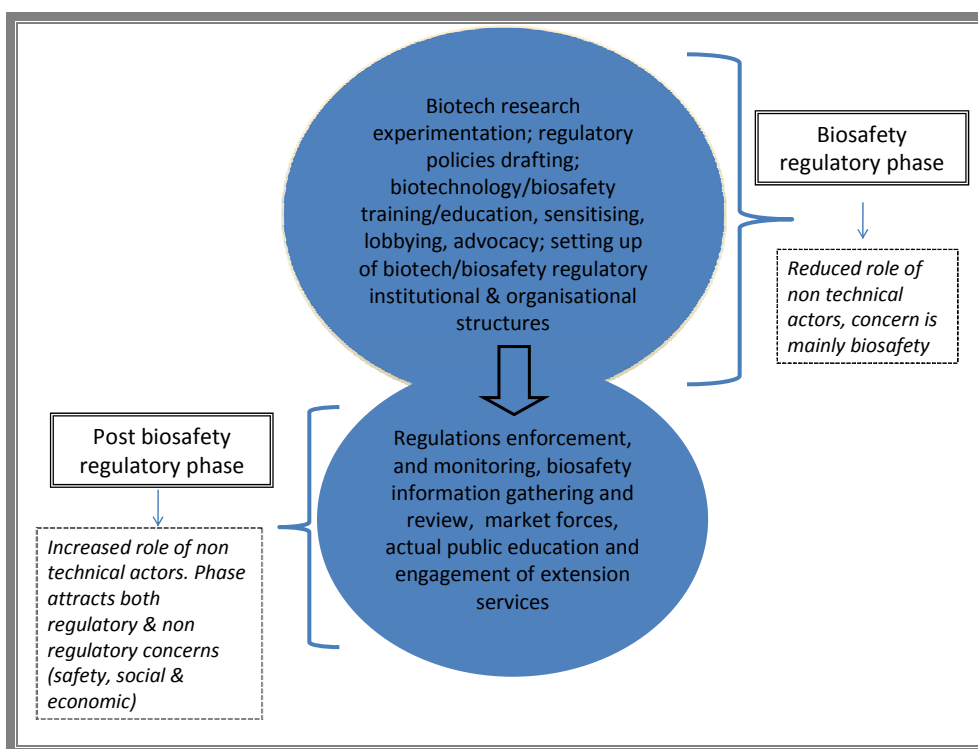 Biotech research
experimentation; regulatory
policies drafting;
biotechnology/biosafety
training/education, sensitising,
lobbying, advocacy; setting up
of biotech/biosafety regulatory
institutional & organisational
structures
Biosafety
regulatory phase
Reduced role of
non technical
actors, concern is
mainly biosafety
Post biosafety
regulatory phase
Increased role of non
technical actors. Phase
attracts both
regulatory & non
regulatory concerns
(safety, social &
economic)
Regulations enforcement,
and monitoring, biosafety
information gathering and
review,  market forces,
actual public education and
engagement of extension
services